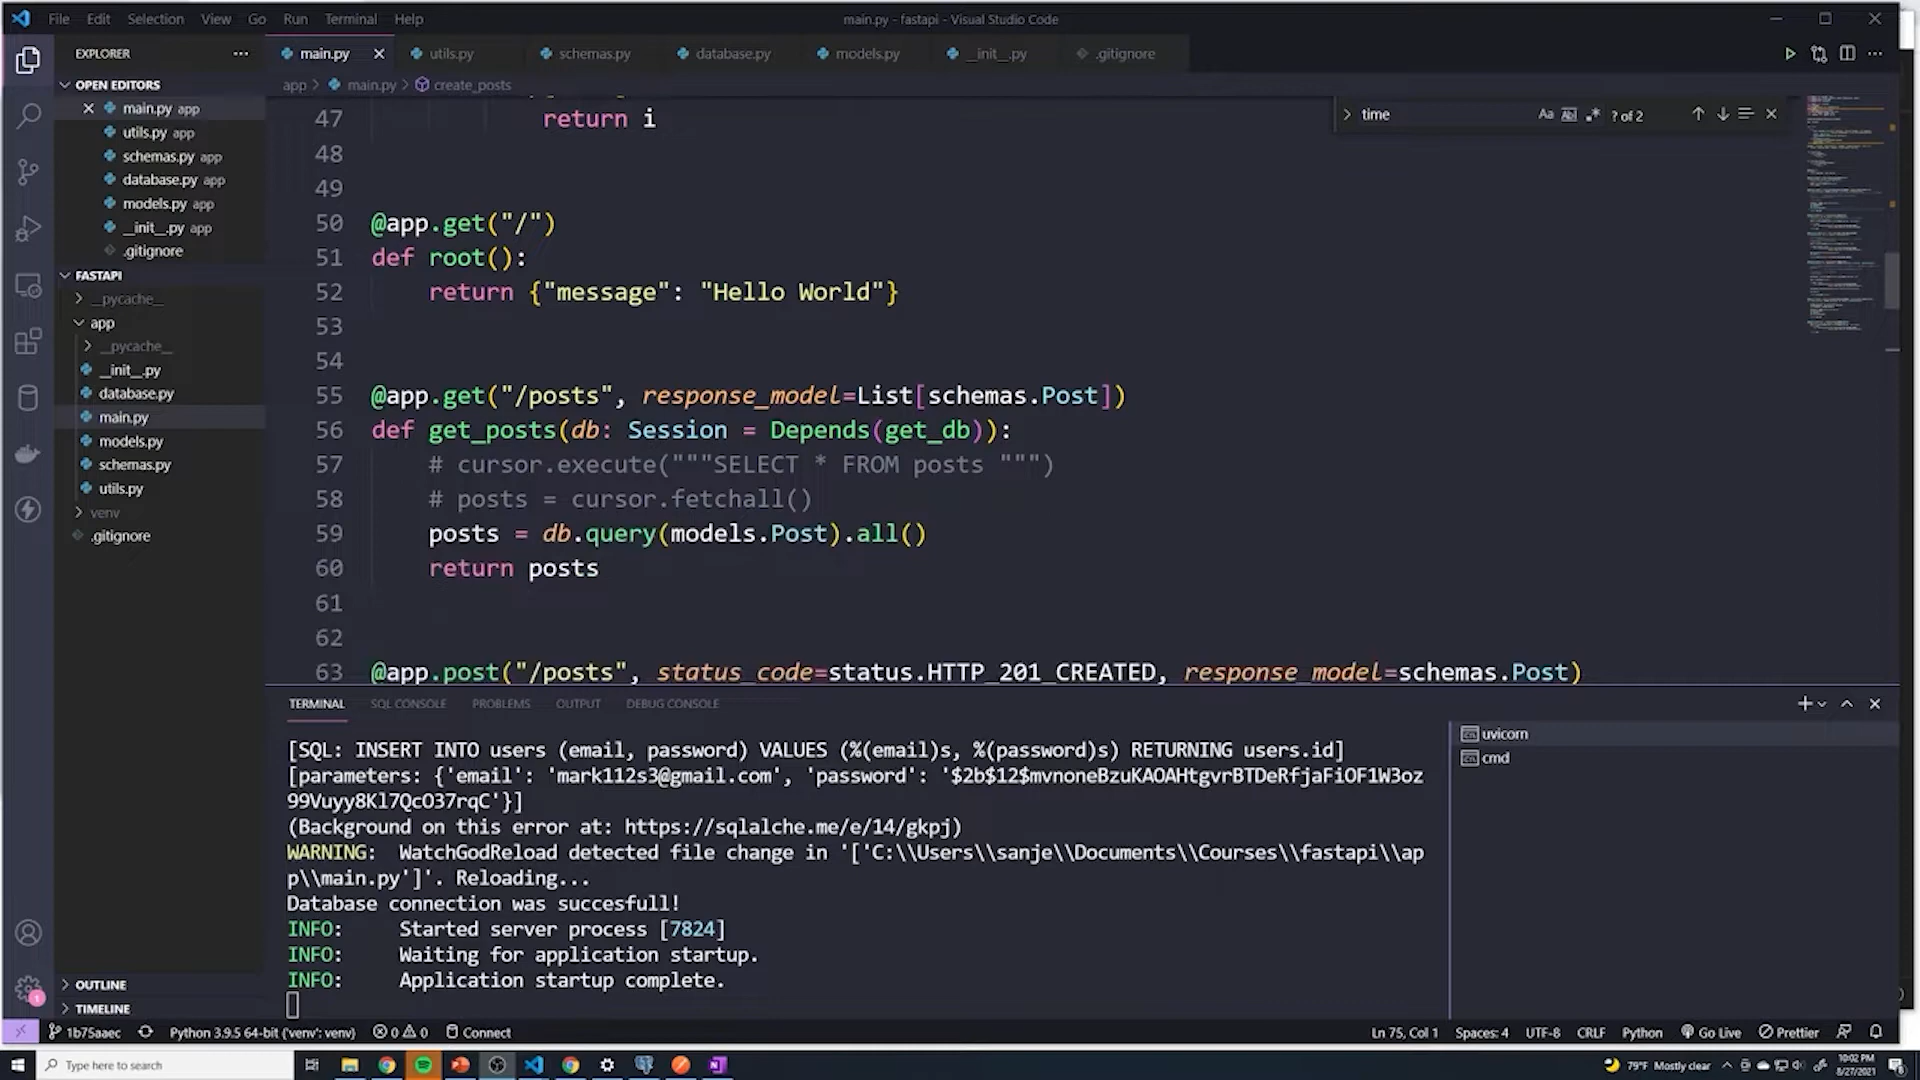 File Edit Selection View Go Run Terminal Help
main.py - fastapi - Visual Studio Code
EXPLORER
main.py
utils.py
schemas.py
database.py
models.py
__init__.py
.gitignore
OPEN EDITORS
app > main.py > create_posts
main.py app
utils.py app
schemas.py app
database.py app
models.py app
__init__.py app
.gitignore
FASTAPI
__pycache__
app
__pycache__
__init__.py
database.py
main.py
models.py
schemas.py
utils.py
venv
.gitignore
OUTLINE
TIMELINE
time
Aa
? of 2
47 return i
48
49
50 @app.get("/")
51 def root():
52 return {"message": "Hello World"}
53
54
55 @app.get("/posts", response_model=List[schemas.Post])
56 def get_posts(db: Session = Depends(get_db)):
57 # cursor.execute("""SELECT * FROM posts """)
58 # posts = cursor.fetchall()
59 posts = db.query(models.Post).all()
60 return posts
61
62
63 @app.post("/posts", status_code=status.HTTP_201_CREATED, response_model=schemas.Post)
TERMINAL SQL CONSOLE PROBLEMS OUTPUT DEBUG CONSOLE
[SQL: INSERT INTO users (email, password) VALUES (%(email)s, %(password)s) RETURNING users.id]
[parameters: {'email': 'mark112s3@gmail.com', 'password': '$2b$12$mvnoneBzuKAOAHtgvrBTDeRfjaFiOF1W3oz
99Vuyy8Kl7QcO37rqC'}]
(Background on this error at: https://sqlalche.me/e/14/gkpj)
WARNING: WatchGodReload detected file change in '['C:\\Users\\sanje\\Documents\\Courses\\fastapi\\ap
p\\main.py']'. Reloading...
Database connection was succesfull!
INFO: Started server process [7824]
INFO: Waiting for application startup.
INFO: Application startup complete.
uvicorn
cmd
1b75aaec
Python 3.9.5 64-bit ('venv': venv)
0 0
Connect
Ln 75, Col 1 Spaces: 4 UTF-8 CRLF Python Go Live Prettier
Type here to search
79°F Mostly clear
10:02 PM
8/27/2021